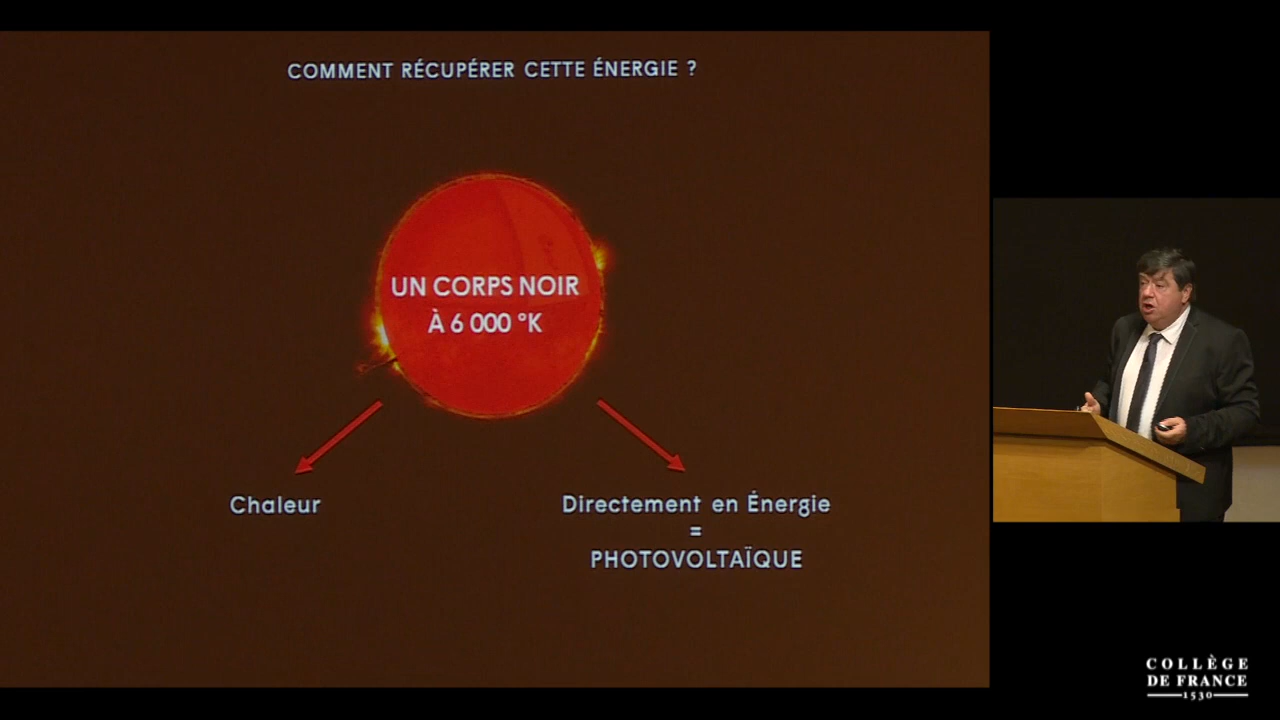 COMMENT RÉCUPÉRER CETTE ÉNERGIE ?
UN CORPS NOIR
À 6 000 °K
Chaleur
Directement en Énergie
=
PHOTOVOLTAÏQUE
COLLÈGE
DE FRANCE
1530